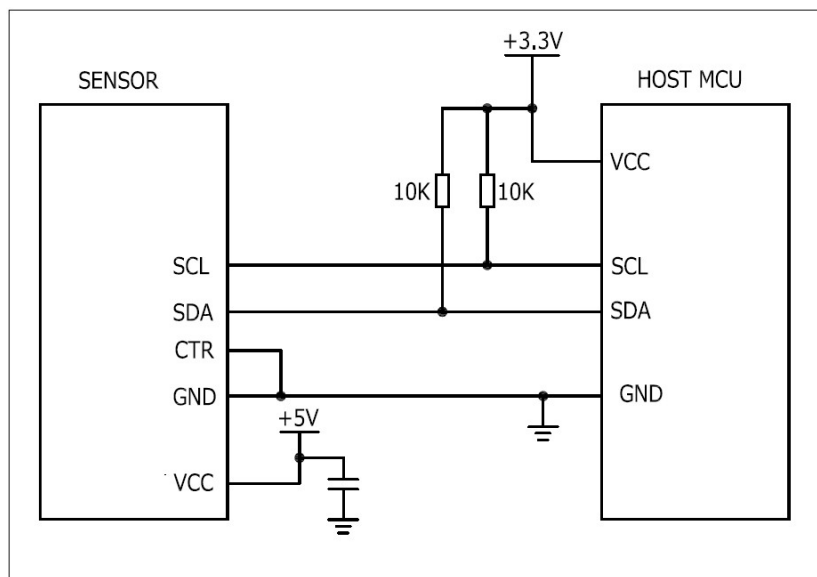 +3.3V
SENSOR
HOST MCU
VCC
10K
10K
SCL
SCL
SDA
SDA
CTR
GND
GND
+5V
VCC